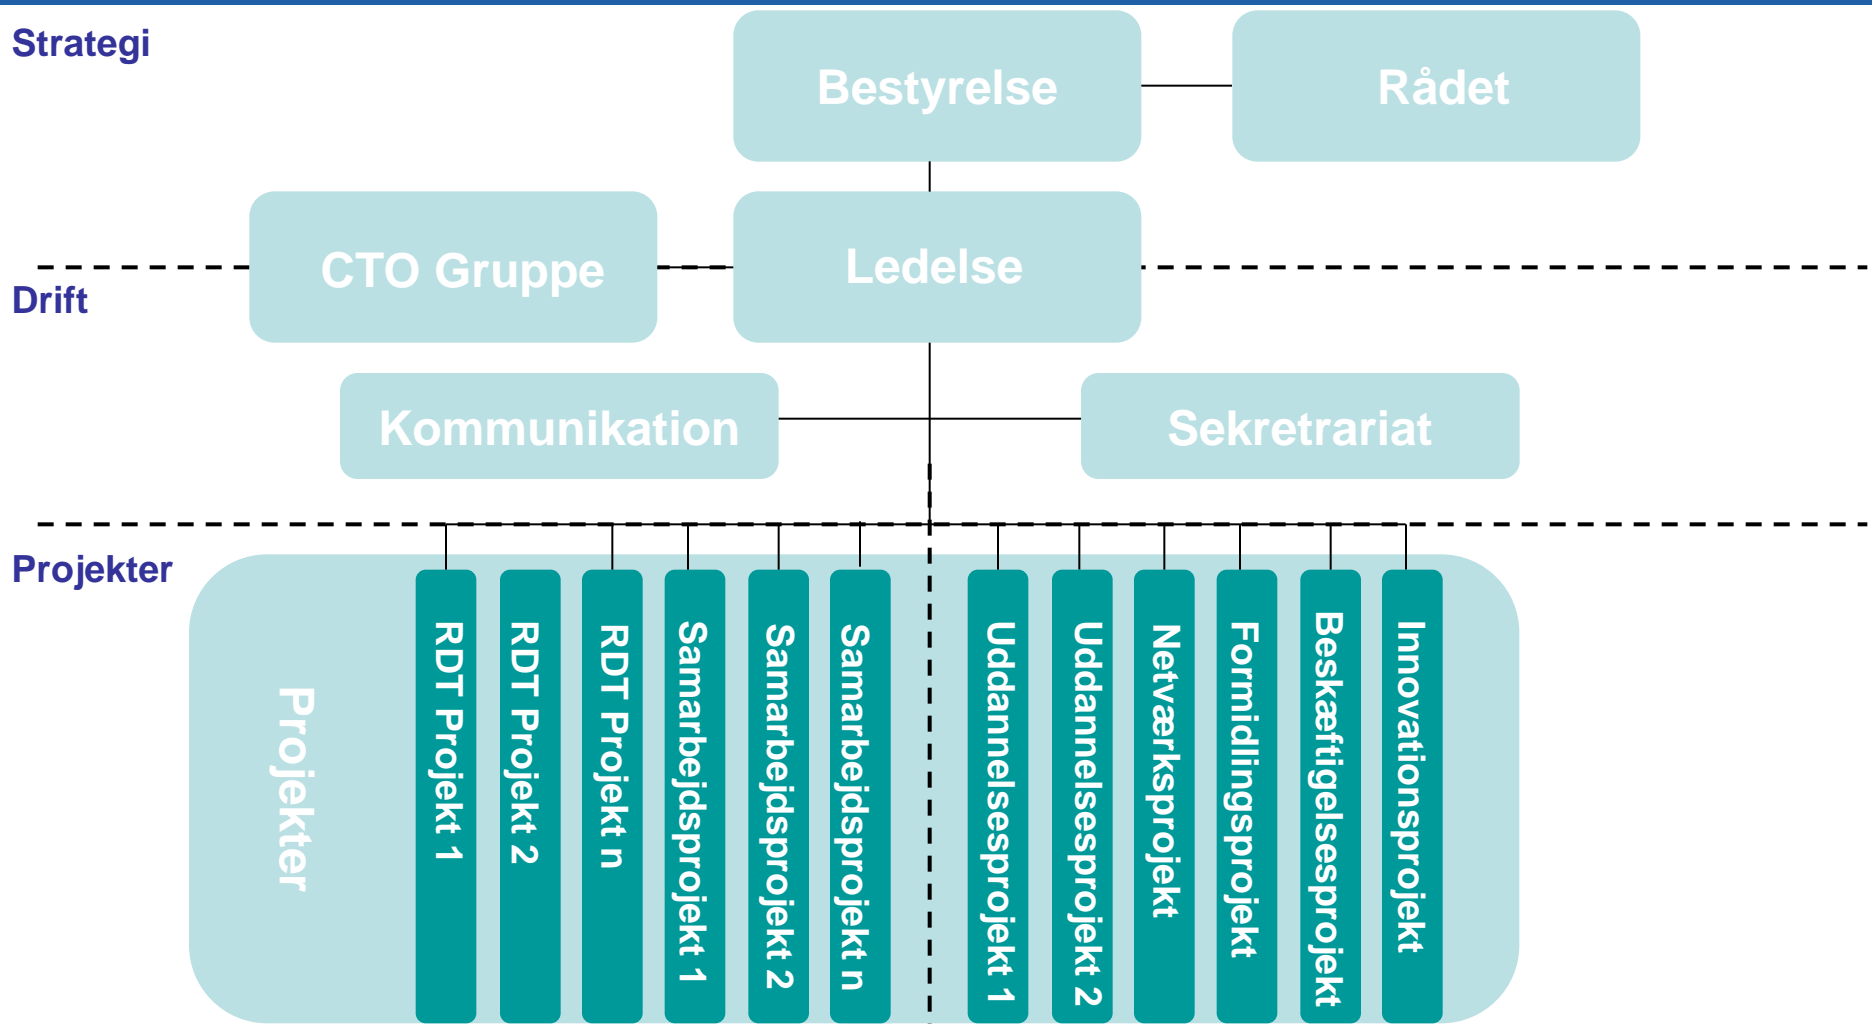 Strategi
Bestyrelse
Rådet
CTO Gruppe
Ledelse
Drift
Kommunikation
Sekretrariat
Projekter
Projekter
RDT Projekt 1
RDT Projekt 2
RDT Projekt n
Samarbejdsprojekt 1
Samarbejdsprojekt 2
Samarbejdsprojekt n
Uddannelsesprojekt 1
Uddannelsesprojekt 2
Netværksprojekt
Formidlingsprojekt
Beskæftigelsesprojekt
Innovationsprojekt